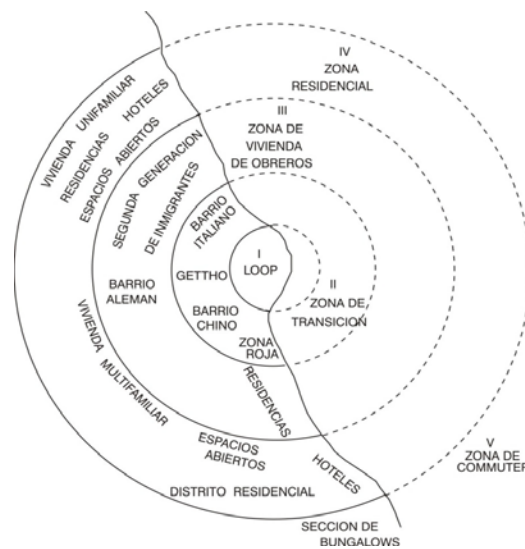 IV
ZONA
RESIDENCIAL
III
ZONA DE
VIVIENDA
DE OBREROS
VIVIENDA UNIFAMILIAR
RESIDENCIAS HOTELES
ESPACIOS ABIERTOS
SEGUNDA GENERACION
DE INMIGRANTES
BARRIO
ITALIANO
I
LOOP
GETTHO
II
ZONA DE
TRANSICION
BARRIO
ALEMAN
BARRIO
CHINO
ZONA
ROJA
VIVIENDA MULTIFAMILIAR
RESIDENCIAS
ESPACIOS
ABIERTOS
HOTELES
V
ZONA DE
COMMUTER
DISTRITO RESIDENCIAL
SECCION DE
BUNGALOWS